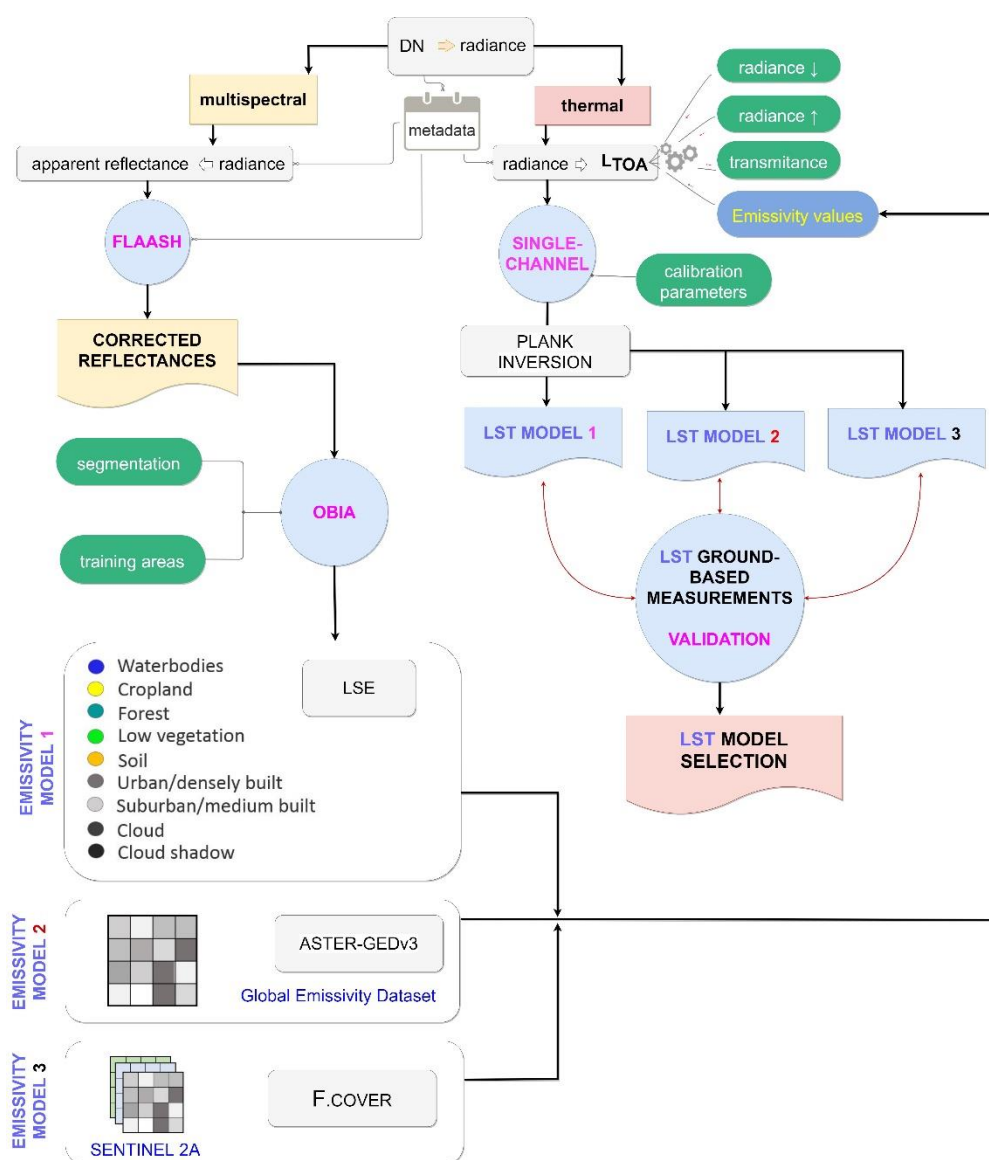 DN ⇨ radiance
multispectral
metadata
thermal
radiance ↓
radiance ↑
transmitance
Emissivity values
apparent reflectance ⇦ radiance
radiance ⇨ LTOA
FLAASH
SINGLE-
CHANNEL
calibration
parameters
CORRECTED
REFLECTANCES
PLANK
INVERSION
LST MODEL 1
LST MODEL 2
LST MODEL 3
segmentation
training areas
OBIA
LST GROUND-
BASED
MEASUREMENTS
VALIDATION
LST MODEL
SELECTION
EMISSIVITY
MODEL 1
Waterbodies
Cropland
Forest
Low vegetation
Soil
Urban/densely built
Suburban/medium built
Cloud
Cloud shadow
LSE
EMISSIVITY
MODEL 2
ASTER-GEDv3
Global Emissivity Dataset
EMISSIVITY
MODEL 3
SENTINEL 2A
F.COVER